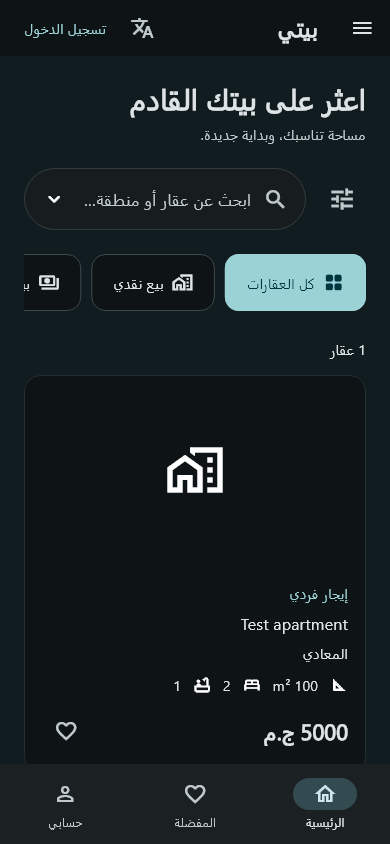 بيتي
تسجيل الدخول
اعثر على بيتك القادم
مساحة تناسبك، وبداية جديدة.
ابحث عن عقار أو منطقة...
كل العقارات
بيع نقدي
1 عقار
إيجار فردي
Test apartment
المعادي
100 m² 2 1
5000 ج.م
الرئيسية
المفضلة
حسابي